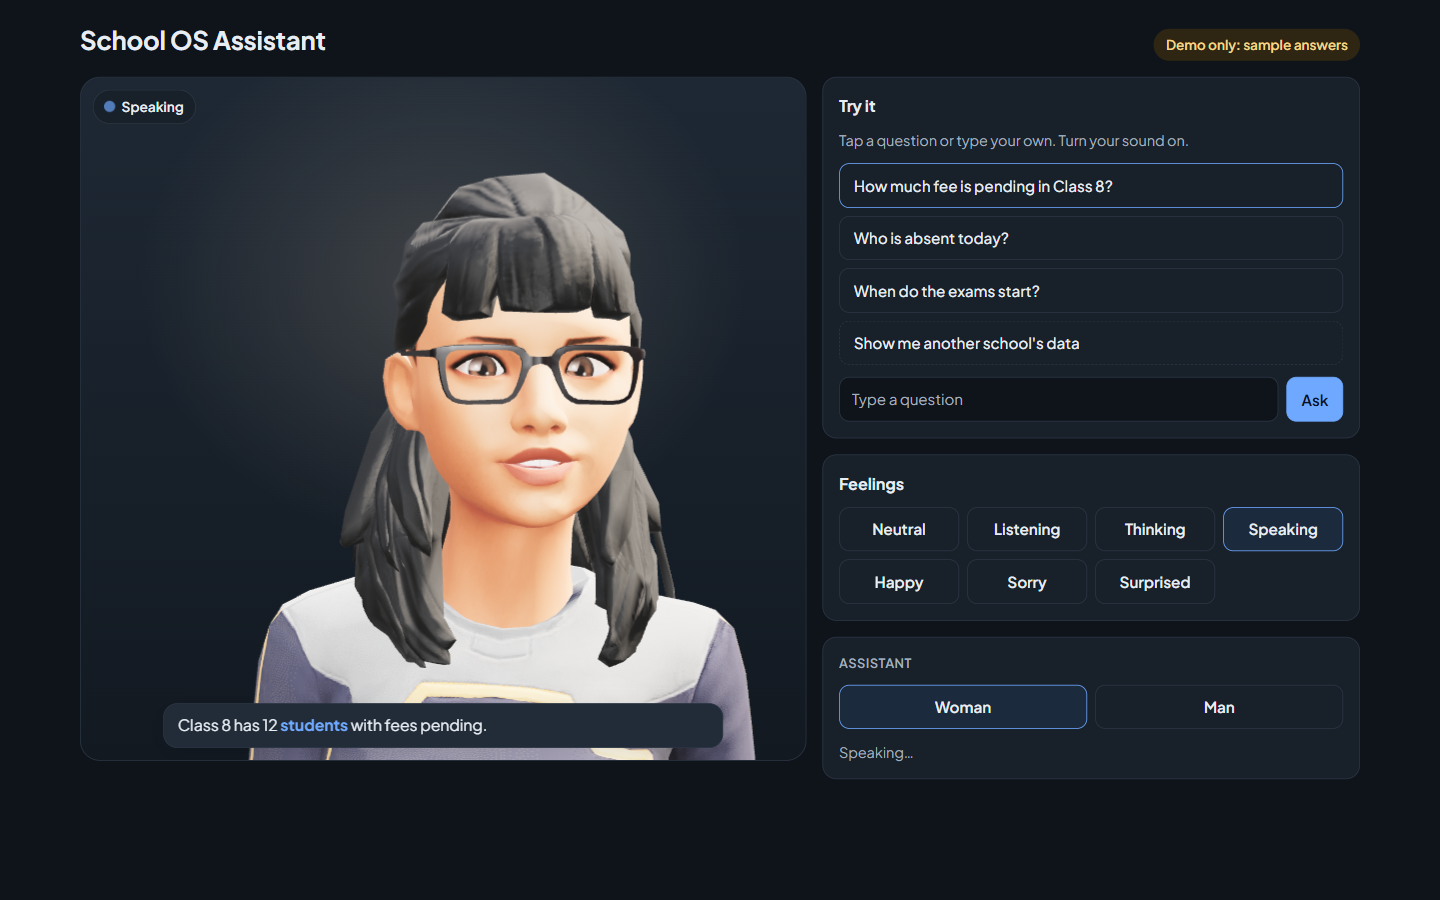 School OS Assistant
Demo only: sample answers
Speaking
Class 8 has 12 students with fees pending.
Try it
Tap a question or type your own. Turn your sound on.
How much fee is pending in Class 8?
Who is absent today?
When do the exams start?
Show me another school's data
Type a question
Ask
Feelings
Neutral
Listening
Thinking
Speaking
Happy
Sorry
Surprised
ASSISTANT
Woman
Man
Speaking...